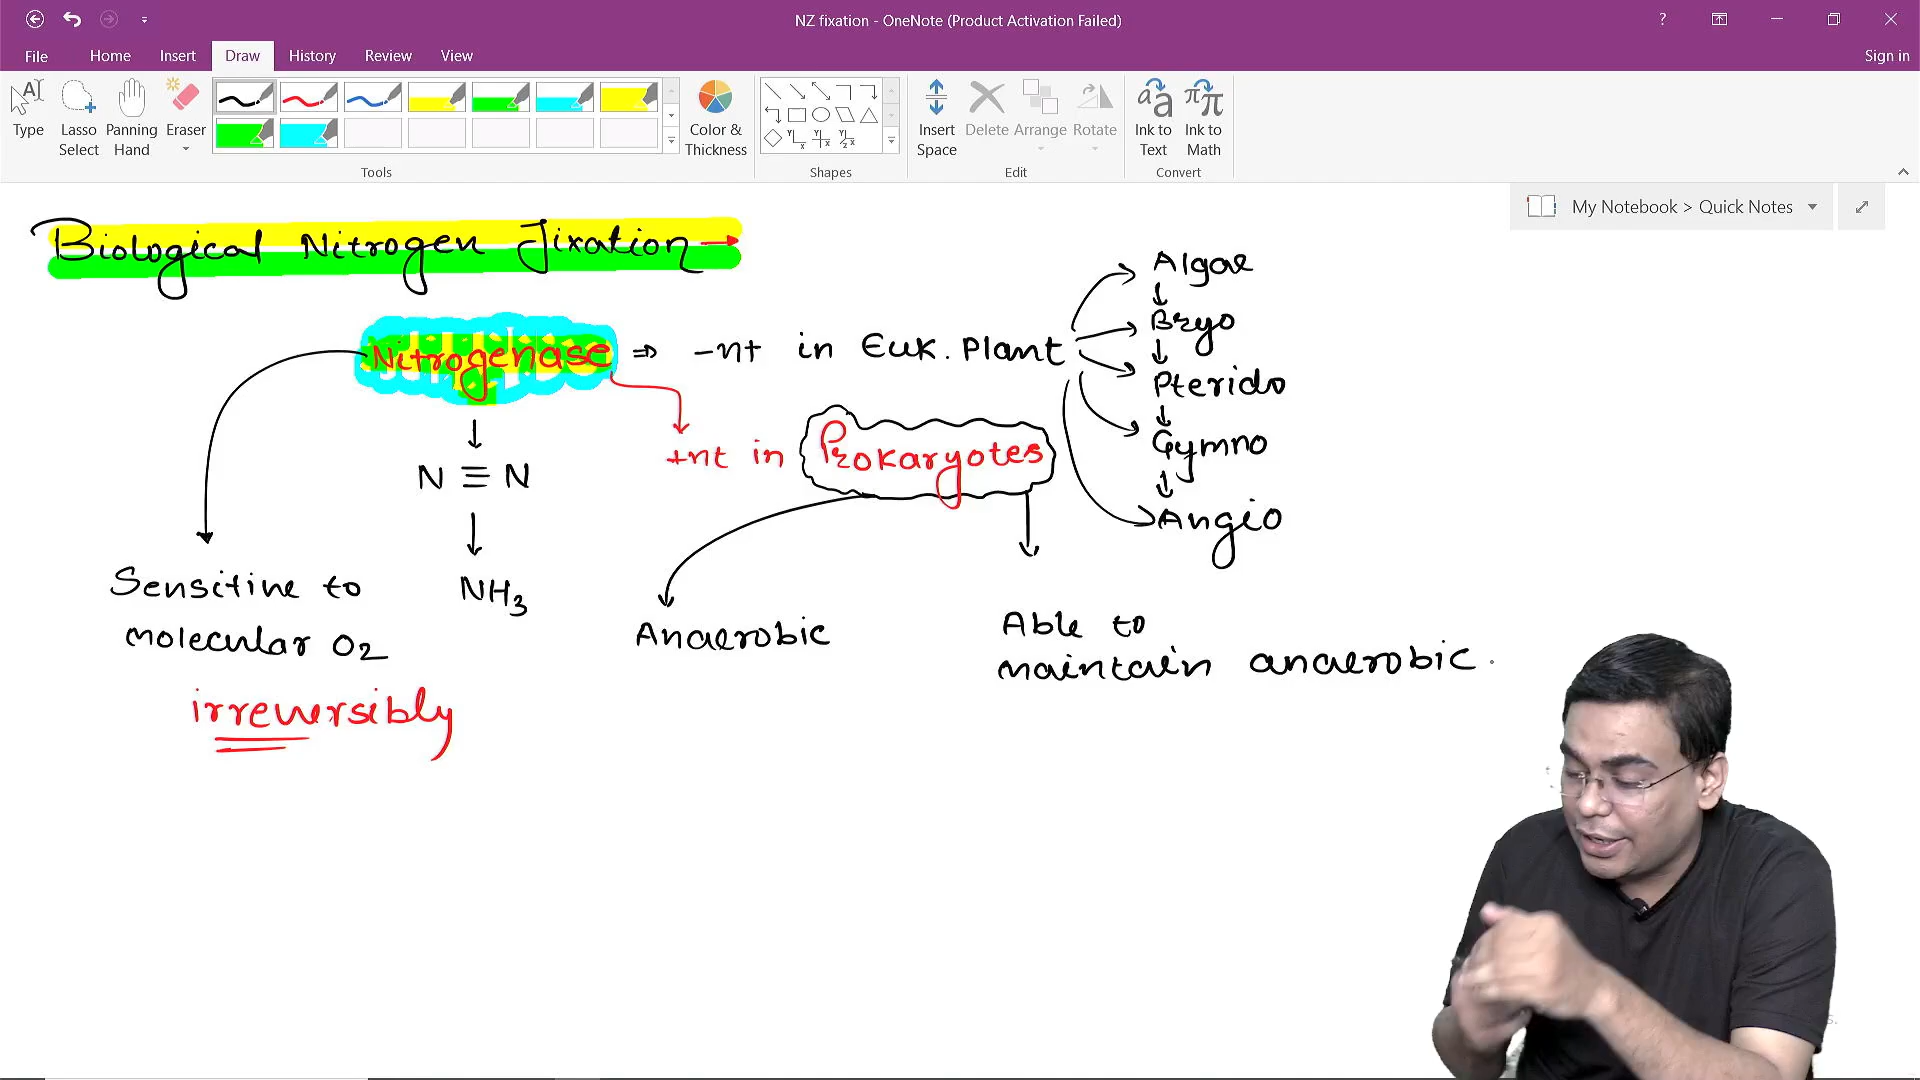 NZ fixation - OneNote (Product Activation Failed)
File Home Insert Draw History Review View
Sign in
Type
Lasso Select
Panning Hand
Eraser
Color & Thickness
Insert Space
Delete
Arrange
Rotate
Ink to Text
Ink to Math
Tools
Shapes
Edit
Convert
My Notebook > Quick Notes
Biological Nitrogen Fixation →
Nitrogenase ⇒ -nt in Euk. Plant
Algae
↓
Bryo
↓
Pterido
↓
Gymno
↓
Angio
+nt in Prokaryotes
↓
N ≡ N
↓
NH3
Sensitive to
molecular O2
irreversibly
Anaerobic
Able to
maintain anaerobic